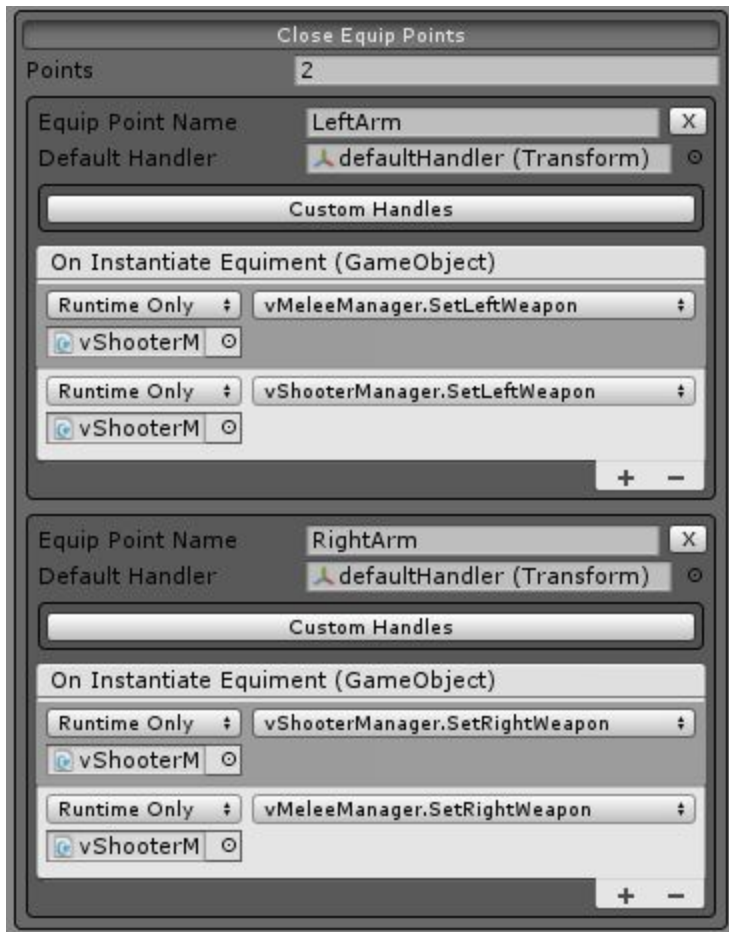 Close Equip Points
Points 2
Equip Point Name LeftArm X
Default Handler defaultHandler (Transform)
Custom Handles
On Instantiate Equiment (GameObject)
Runtime Only vMeleeManager.SetLeftWeapon
vShooterM
Runtime Only vShooterManager.SetLeftWeapon
vShooterM
+ −
Equip Point Name RightArm X
Default Handler defaultHandler (Transform)
Custom Handles
On Instantiate Equiment (GameObject)
Runtime Only vShooterManager.SetRightWeapon
vShooterM
Runtime Only vMeleeManager.SetRightWeapon
vShooterM
+ −